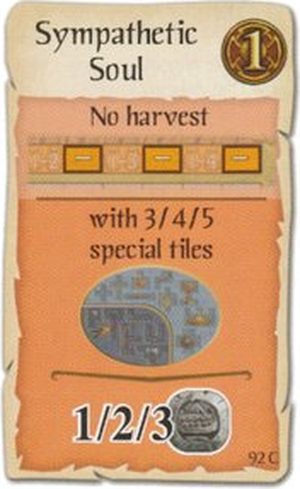 Sympathetic
Soul
1
No harvest
with 3/4/5
special tiles
1/2/3
92 C